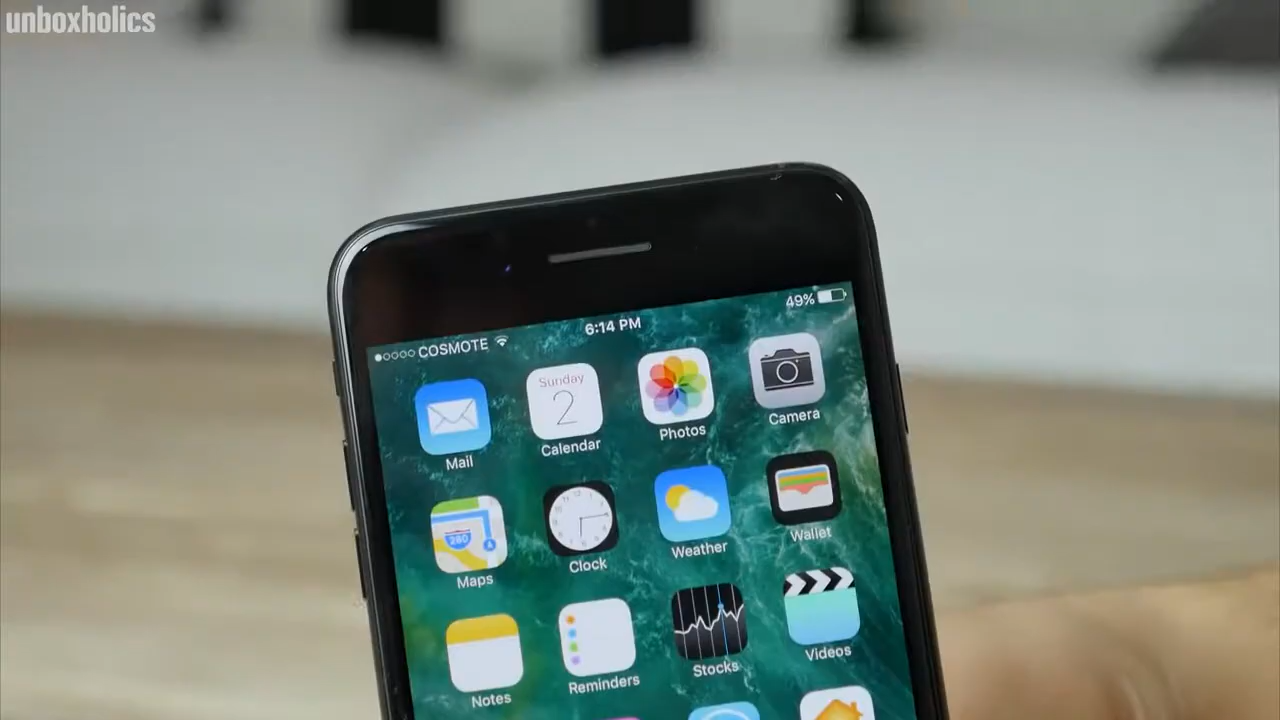 unboxholics
COSMOTE
6:14 PM
49%
Mail
Sunday
2
Calendar
Photos
Camera
280
Maps
Clock
Weather
Wallet
Notes
Reminders
Stocks
Videos